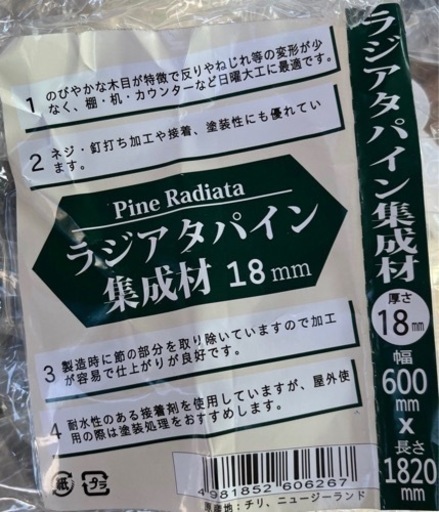 1 のびやかな木目が特徴で反りやねじれ等の変形が少
なく、棚・机・カウンターなど日曜大工に最適です。
2 ネジ・釘打ち加工や接着、塗装性にも優れてい
ます。
Pine Radiata
ラジアタパイン
集成材 18mm
3 製造時に節の部分を取り除いていますので加工
が容易で仕上がりが良好です。
4 耐水性のある接着剤を使用していますが、屋外使
用の際は塗装処理をおすすめします。
紙
プラ
4981852606267
原産地：チリ、ニュージーランド
ラジアタパイン集成材
厚さ
18mm
幅
600
mm
x
長さ
1820
mm